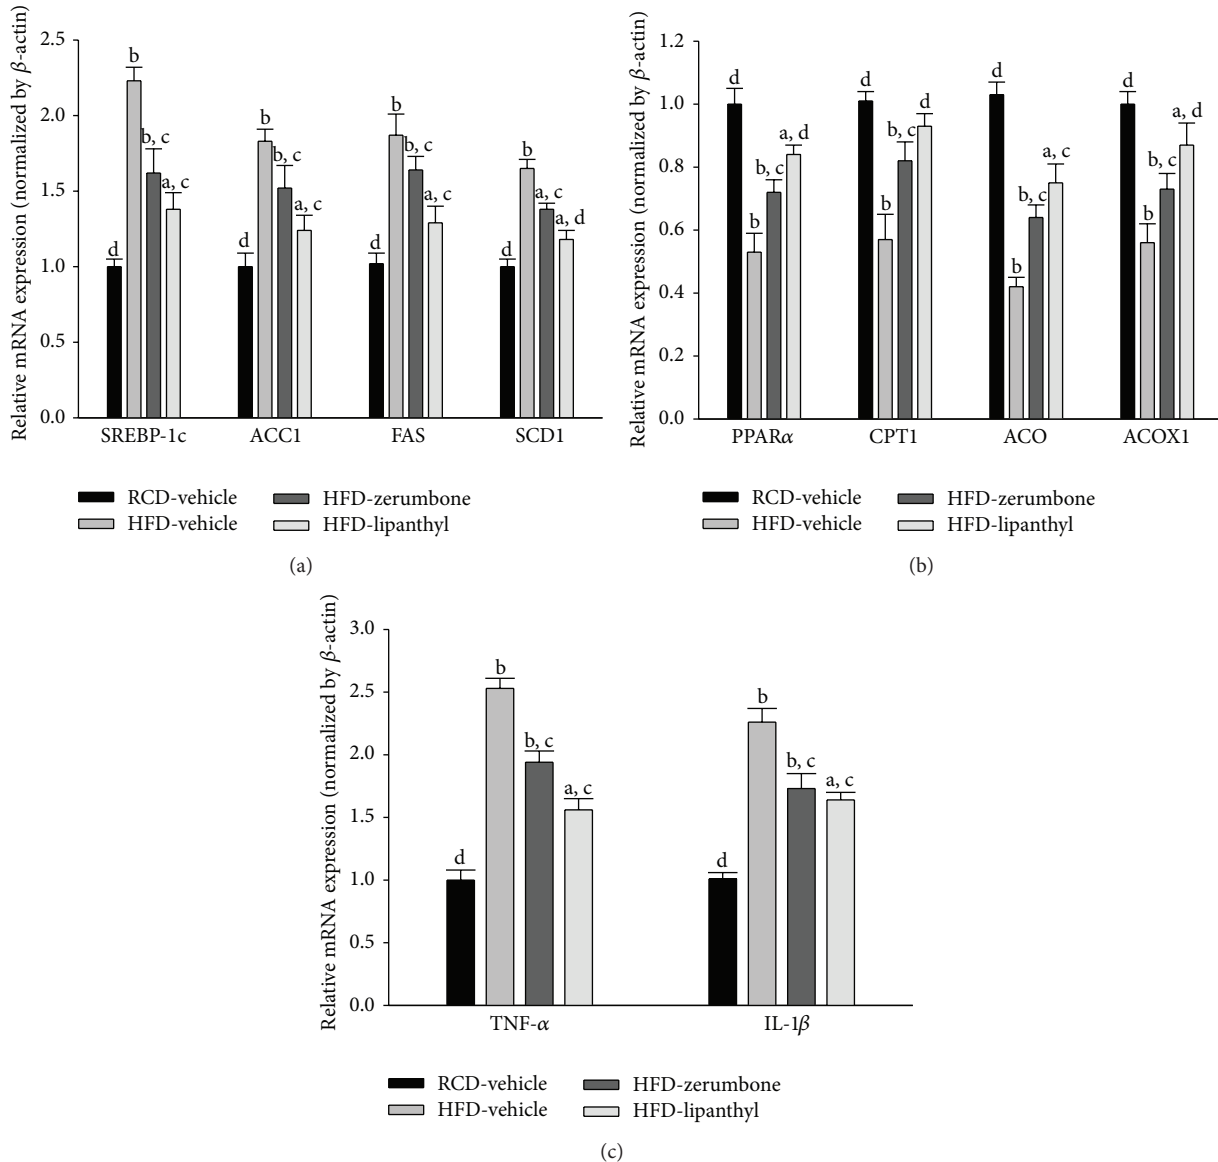 Relative mRNA expression (normalized by β-actin)
2.5
2.0
1.5
1.0
0.5
0.0
d b b, c a, c
d b b, c a, c
d b b, c a, c
d b a, c a, d
SREBP-1c ACC1 FAS SCD1
RCD-vehicle HFD-zerumbone
HFD-vehicle HFD-lipanthyl
(a)
Relative mRNA expression (normalized by β-actin)
1.2
1.0
0.8
0.6
0.4
0.2
0.0
d b b, c a, d
d b b, c d
d b b, c a, c
d b b, c a, d
PPARα CPT1 ACO ACOX1
RCD-vehicle HFD-zerumbone
HFD-vehicle HFD-lipanthyl
(b)
Relative mRNA expression (normalized by β-actin)
3.0
2.5
2.0
1.5
1.0
0.5
0.0
d b b, c a, c
d b b, c a, c
TNF-α IL-1β
RCD-vehicle HFD-zerumbone
HFD-vehicle HFD-lipanthyl
(c)